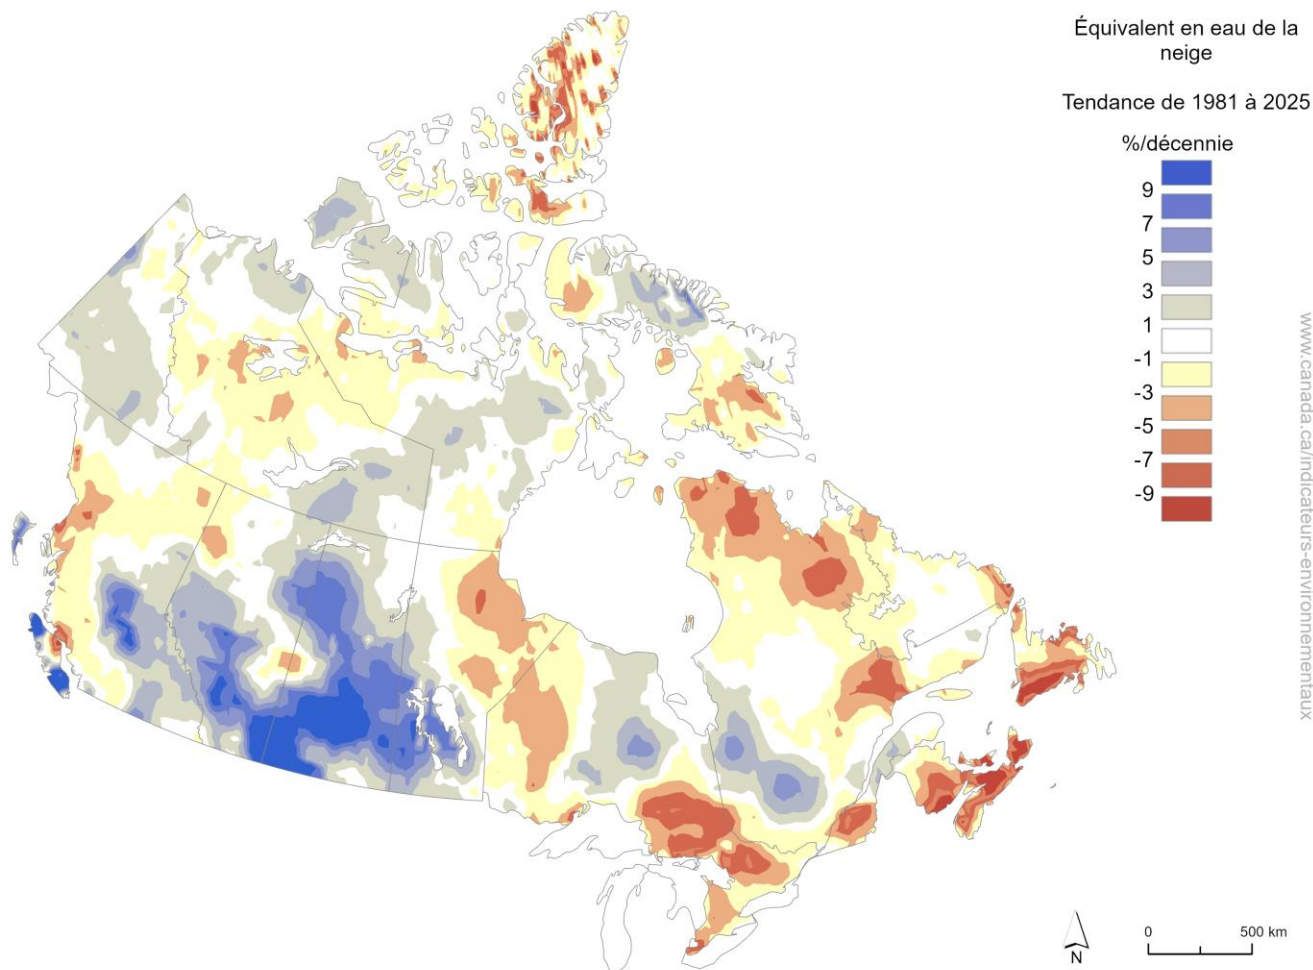 Équivalent en eau de la
neige
Tendance de 1981 à 2025
%/décennie
9
7
5
3
1
-1
-3
-5
-7
-9
www.canada.ca/indicateurs-environnementaux
N
0 500 km